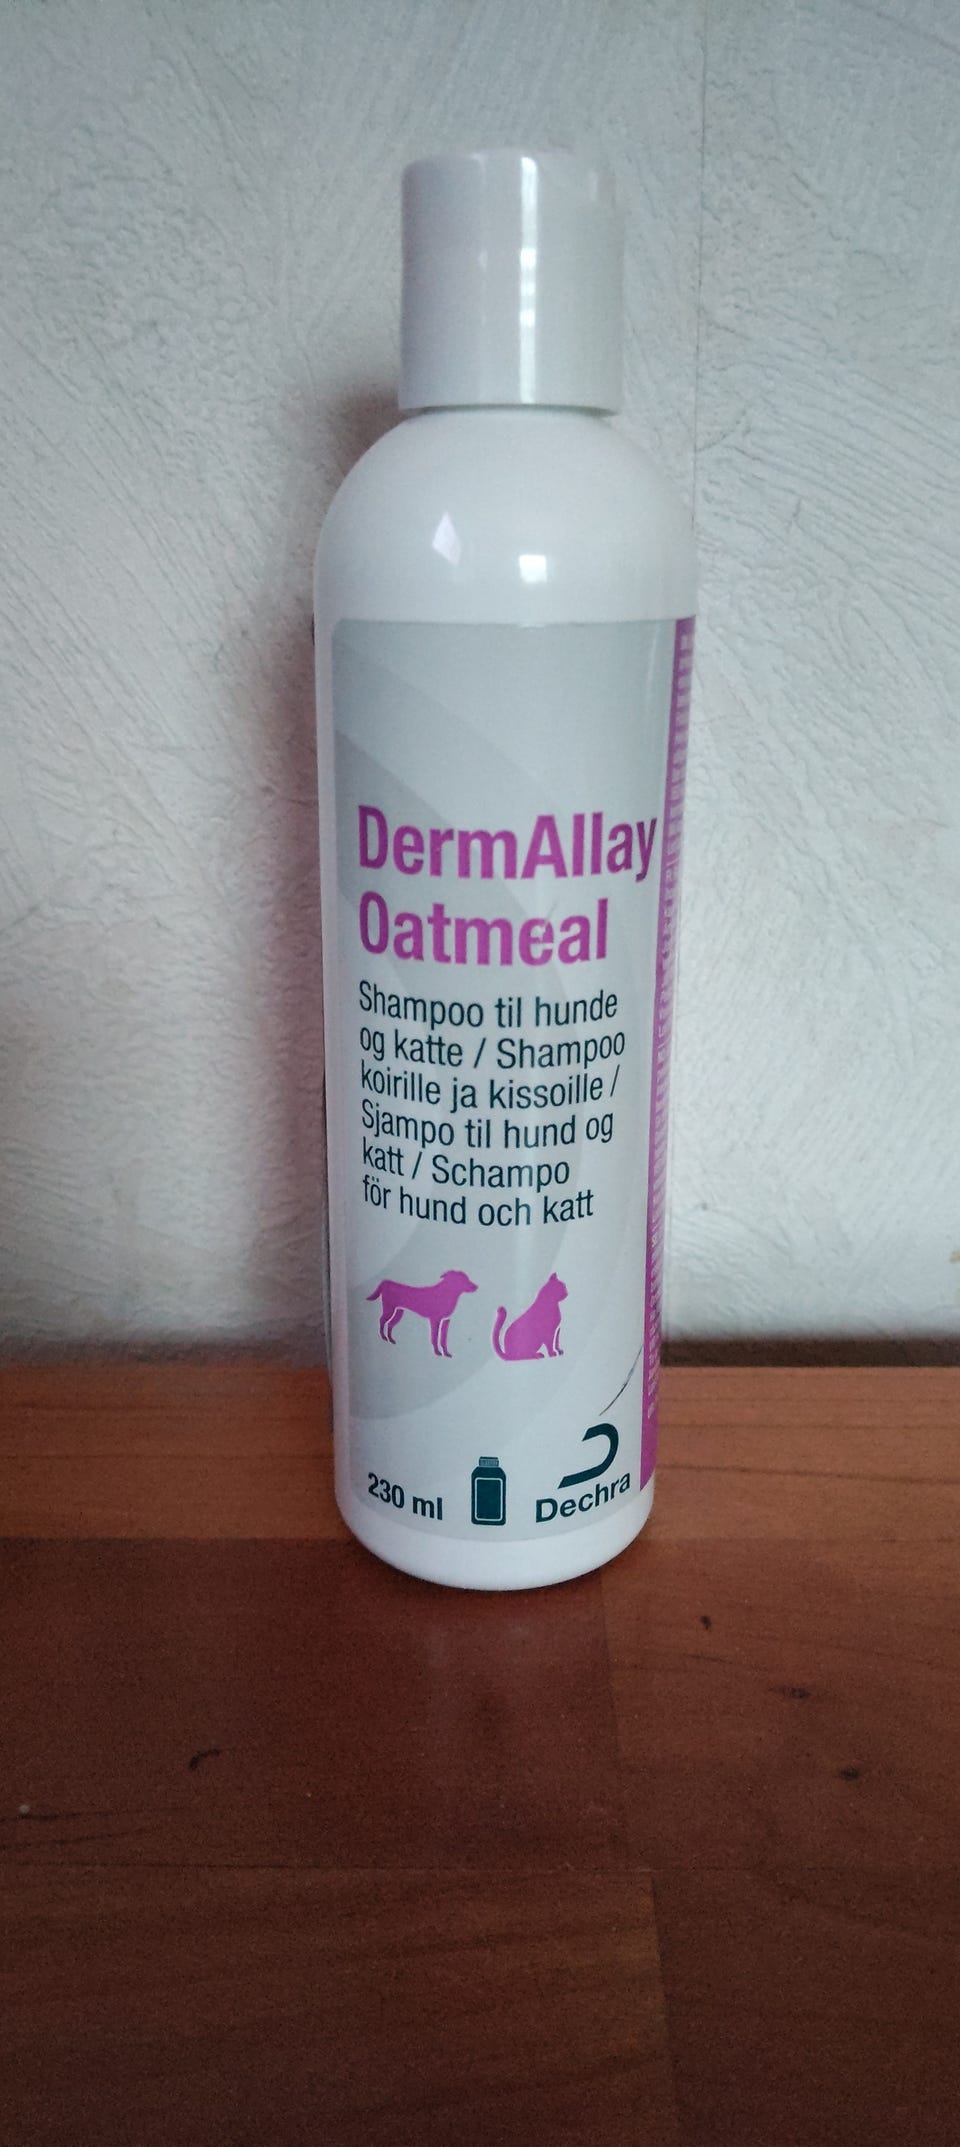 DermAllay
Oatmeal
Shampoo til hunde
og katte / Shampoo
koirille ja kissoille /
Sjampo til hund og
katt / Schampo
för hund och katt
230 ml
Dechra